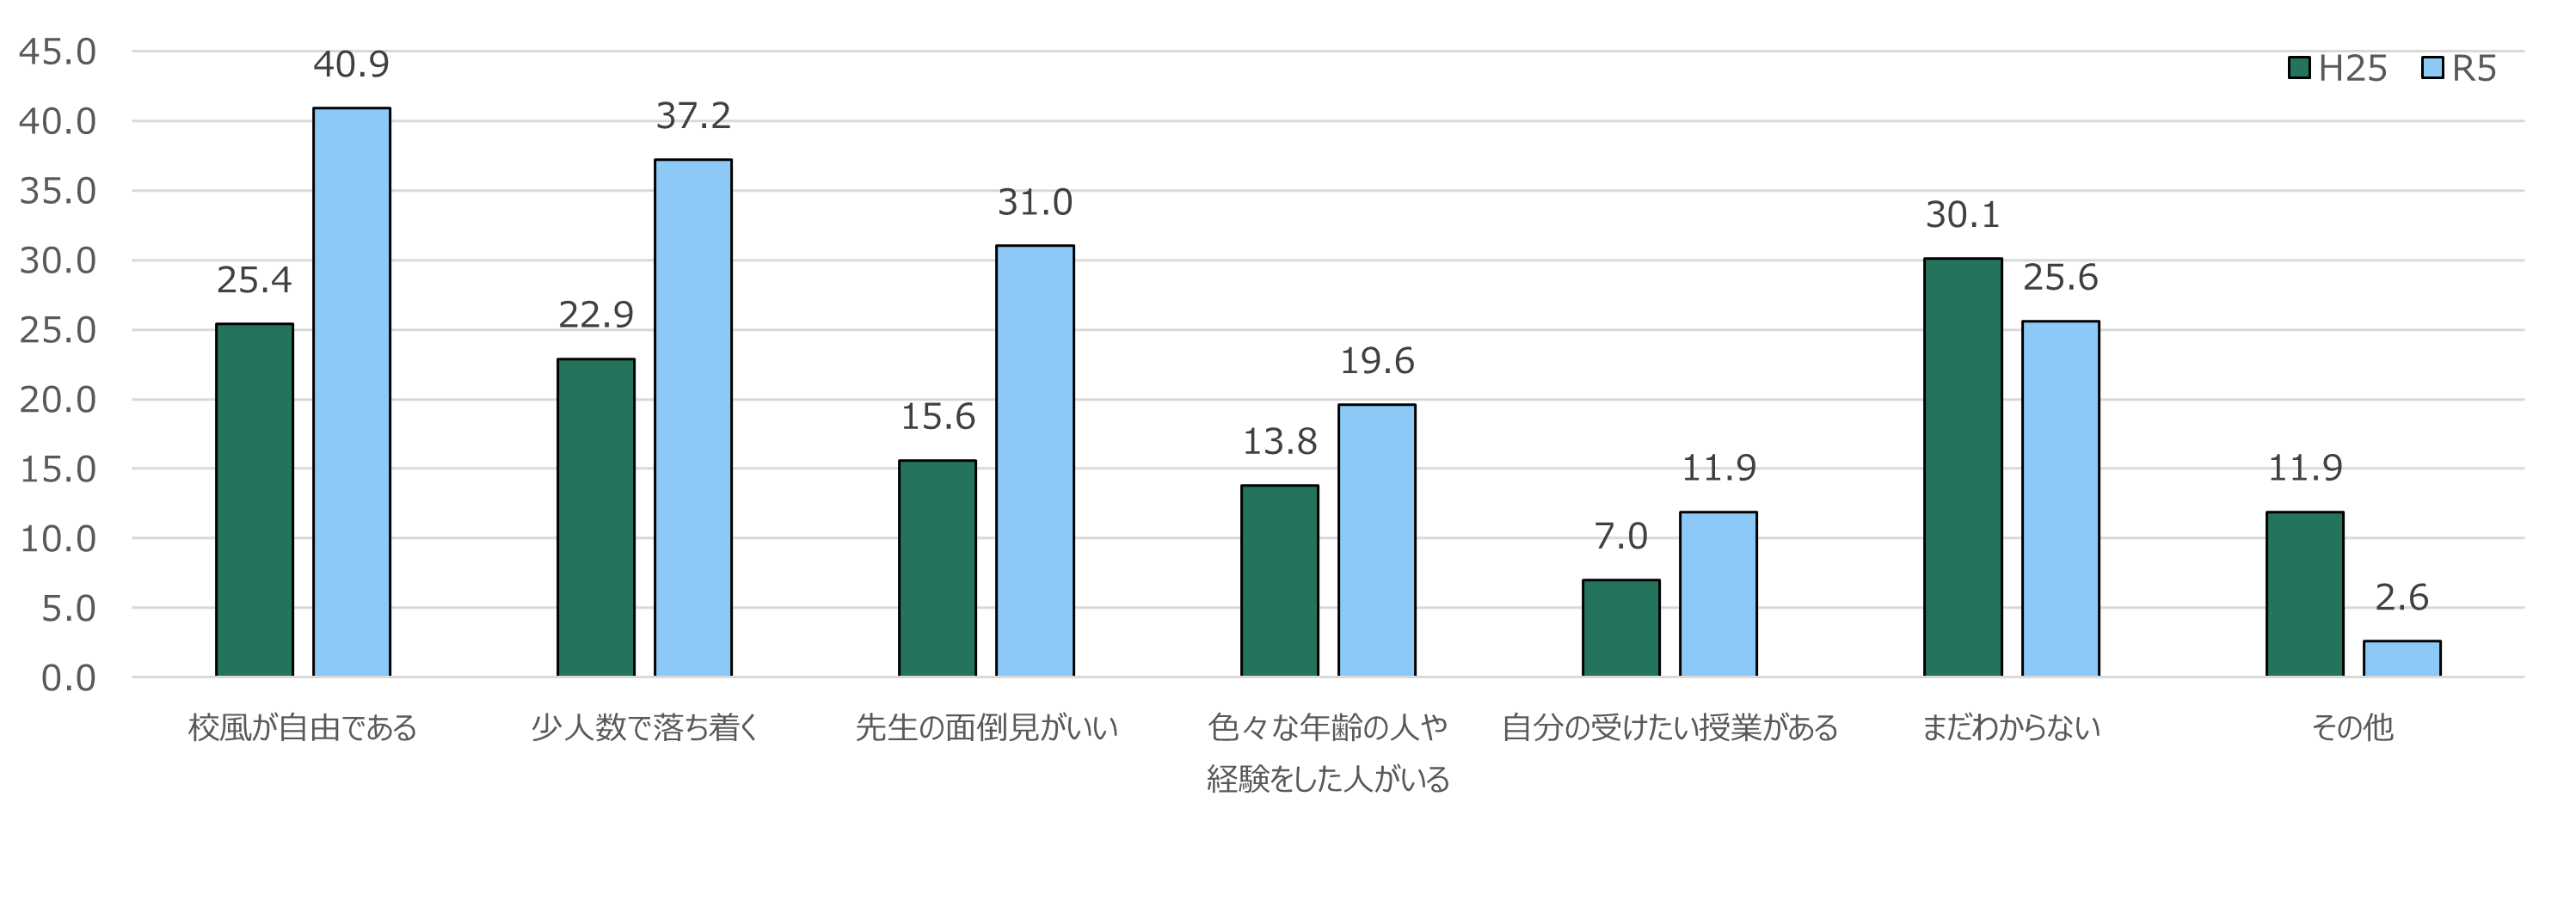 45.0
40.0
35.0
30.0
25.0
20.0
15.0
10.0
5.0
0.0
H25 R5
25.4 40.9
22.9 37.2
15.6 31.0
13.8 19.6
7.0 11.9
30.1 25.6
11.9 2.6
校風が自由である
少人数で落ち着く
先生の面倒見がいい
色々な年齢の人や
経験をした人がいる
自分の受けたい授業がある
まだわからない
その他